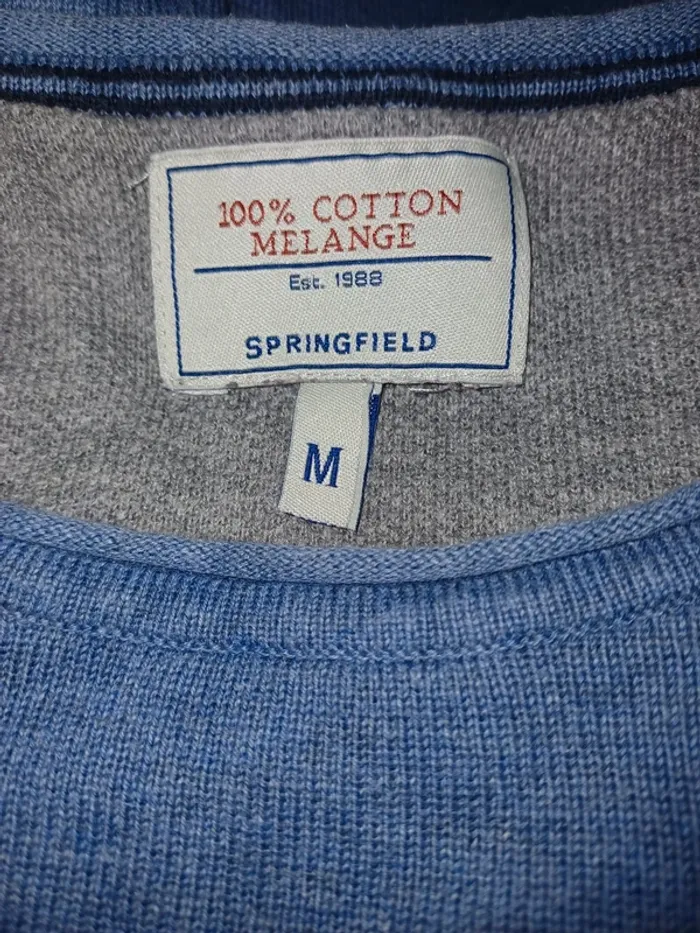 100% COTTON
MELANGE
Est. 1988
SPRINGFIELD
M